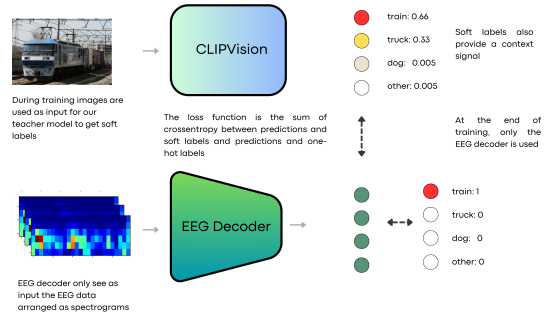 CLIPVision
train: 0.66
truck: 0.33
dog: 0.005
other: 0.005
Soft labels also
provide a context
signal
During training images are
used as input for our
teacher model to get soft
labels
The loss function is the sum of
crossentropy between predictions and
soft labels and predictions and one-
hot labels
At the end of
training, only the
EEG decoder is used
EEG Decoder
train: 1
truck: 0
dog: 0
other: 0
EEG decoder only see as
input the EEG data
arranged as spectrograms